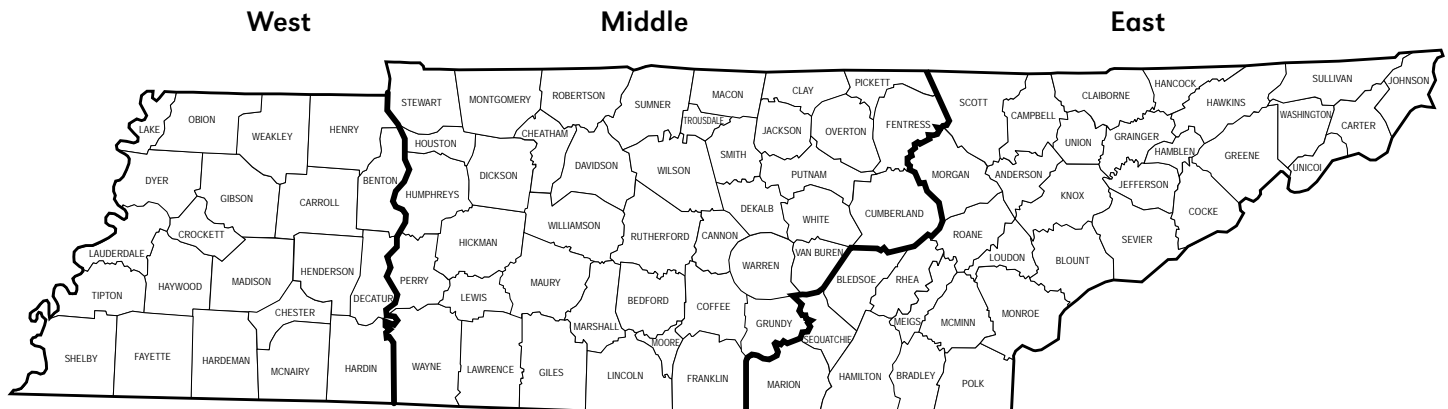 West Middle East
STEWART MONTGOMERY ROBERTSON SUMNER MACON CLAY PICKETT SCOTT CAMPBELL CLAIBORNE HANCOCK HAWKINS SULLIVAN JOHNSON
LAKE OBION WEAKLEY HENRY HOUSTON CHEATHAM TROUSDALE JACKSON OVERTON FENTRESS UNION GRAINGER HAMBLEN WASHINGTON CARTER
DYER GIBSON CARROLL BENTON HUMPHREYS DICKSON DAVIDSON WILSON SMITH PUTNAM MORGAN ANDERSON KNOX JEFFERSON GREENE UNICOI
CROCKETT HICKMAN WILLIAMSON RUTHERFORD CANNON DEKALB WHITE CUMBERLAND ROANE LOUDON BLOUNT SEVIER COCKE
LAUDERDALE TIPTON HAYWOOD MADISON HENDERSON DECATUR PERRY LEWIS MAURY BEDFORD COFFEE WARREN VAN BUREN BLEDSOE RHEA
CHESTER MARSHALL MOORE GRUNDY SEQUATCHIE MEIGS MCMINN MONROE
SHELBY FAYETTE HARDEMAN MCNAIRY HARDIN WAYNE LAWRENCE GILES LINCOLN FRANKLIN MARION HAMILTON BRADLEY POLK